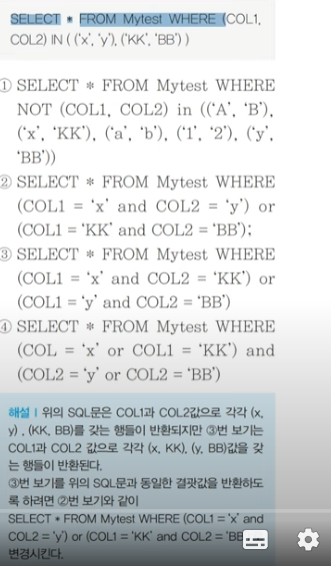 SELECT * FROM Mytest WHERE (COL1,
COL2) IN ( (‘x’, ‘y’), (‘KK’, ‘BB’) )
① SELECT * FROM Mytest WHERE
NOT (COL1, COL2) in ((‘A’, ‘B’),
(‘x’, ‘KK’), (‘a’, ‘b’), (‘1’, ‘2’), (‘y’,
‘BB’))
② SELECT * FROM Mytest WHERE
(COL1 = ‘x’ and COL2 = ‘y’) or
(COL1 = ‘KK’ and COL2 = ‘BB’);
③ SELECT * FROM Mytest WHERE
(COL1 = ‘x’ and COL2 = ‘KK’) or
(COL1 = ‘y’ and COL2 = ‘BB’)
④ SELECT * FROM Mytest WHERE
(COL = ‘x’ or COL1 = ‘KK’) and
(COL2 = ‘y’ or COL2 = ‘BB’)
해설 | 위의 SQL문은 COL1과 COL2값으로 각각 (x,
y) , (KK, BB)를 갖는 행들이 반환되지만 ③번 보기는
COL1과 COL2 값으로 각각 (x, KK), (y, BB)값을 갖
는 행들이 반환된다.
③번 보기를 위의 SQL문과 동일한 결괏값을 반환하도
록 하려면 ②번 보기와 같이
SELECT * FROM Mytest WHERE (COL1 = ‘x’ and
COL2 = ‘y’) or (COL1 = ‘KK’ and COL2 = ‘BB
변경시킨다.